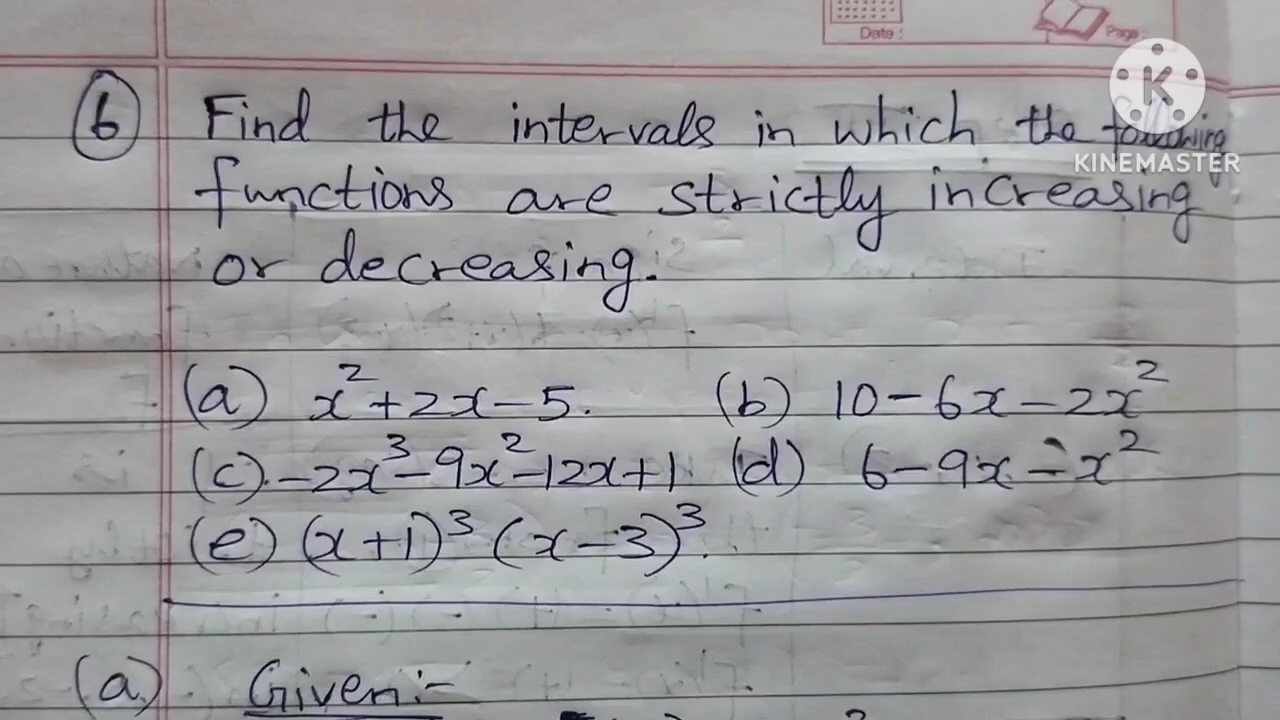 Date:
Page:
K
KINEMASTER
6 Find the intervals in which the following
functions are strictly increasing
or decreasing.
(a) x²+2x-5. (b) 10-6x-2x²
(c) -2x³-9x²-12x+1 (d) 6-9x-x²
(e) (x+1)³ (x-3)³.
(a) Given:-